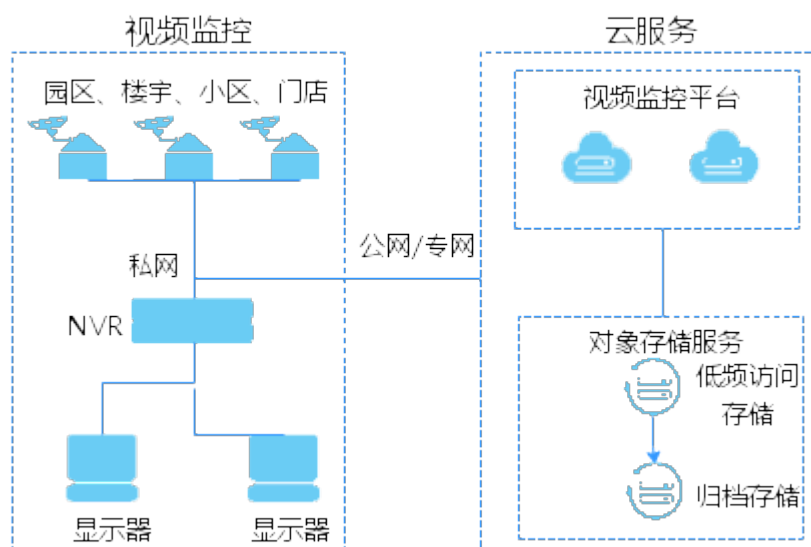 视频监控
园区、楼宇、小区、门店
私网
NVR
显示器
显示器
公网/专网
云服务
视频监控平台
对象存储服务
低频访问
存储
归档存储